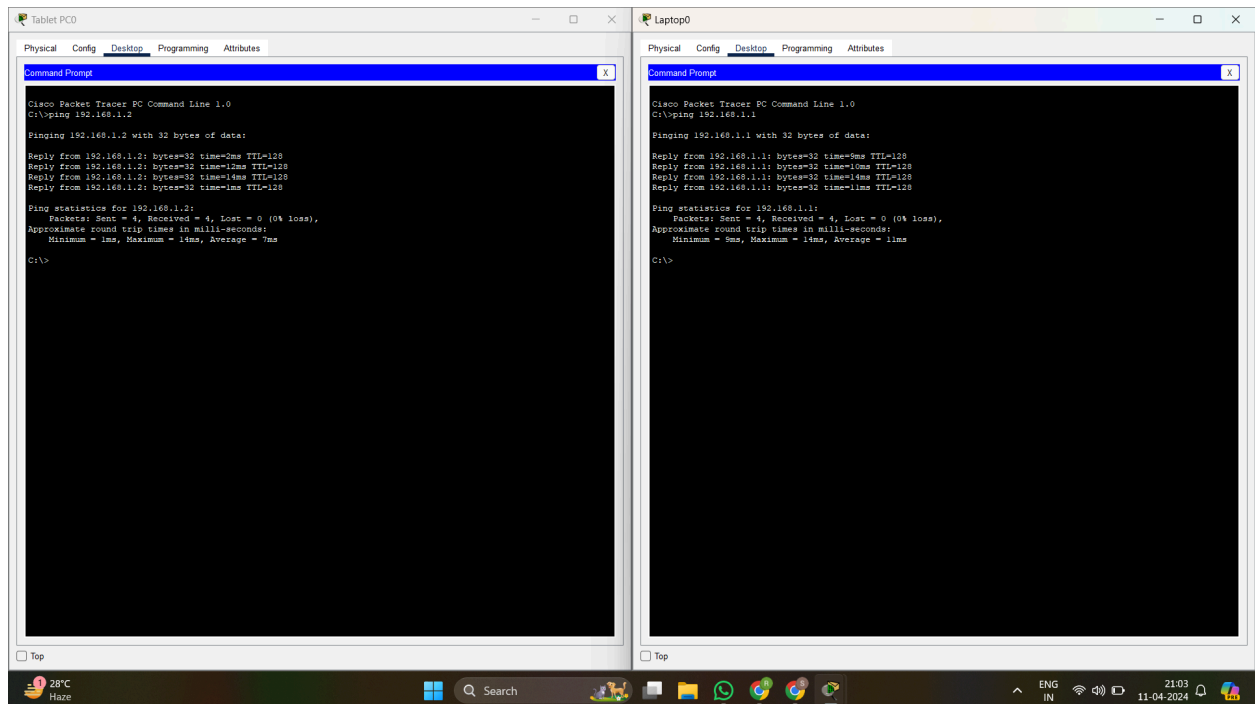 Tablet PC0
Physical Config Desktop Programming Attributes
Command Prompt
X
Cisco Packet Tracer PC Command Line 1.0
C:\>ping 192.168.1.2
Pinging 192.168.1.2 with 32 bytes of data:
Reply from 192.168.1.2: bytes=32 time=2ms TTL=128
Reply from 192.168.1.2: bytes=32 time=12ms TTL=128
Reply from 192.168.1.2: bytes=32 time=14ms TTL=128
Reply from 192.168.1.2: bytes=32 time=1ms TTL=128
Ping statistics for 192.168.1.2:
Packets: Sent = 4, Received = 4, Lost = 0 (0% loss),
Approximate round trip times in milli-seconds:
Minimum = 1ms, Maximum = 14ms, Average = 7ms
C:\>
Top
Laptop0
Physical Config Desktop Programming Attributes
Command Prompt
X
Cisco Packet Tracer PC Command Line 1.0
C:\>ping 192.168.1.1
Pinging 192.168.1.1 with 32 bytes of data:
Reply from 192.168.1.1: bytes=32 time=9ms TTL=128
Reply from 192.168.1.1: bytes=32 time=10ms TTL=128
Reply from 192.168.1.1: bytes=32 time=14ms TTL=128
Reply from 192.168.1.1: bytes=32 time=11ms TTL=128
Ping statistics for 192.168.1.1:
Packets: Sent = 4, Received = 4, Lost = 0 (0% loss),
Approximate round trip times in milli-seconds:
Minimum = 9ms, Maximum = 14ms, Average = 11ms
C:\>
Top
1
28°C
Haze
Search
R
S
ENG
IN
21:03
11-04-2024
PRE